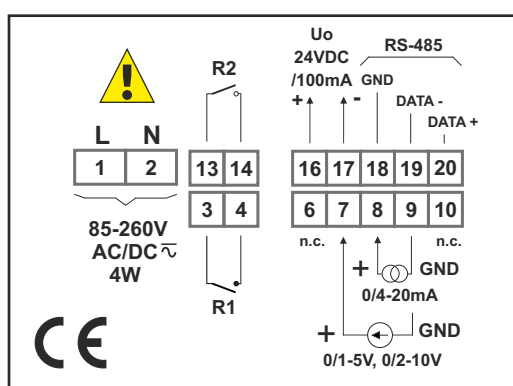 Uo
24VDC
/100mA
RS-485
R2
GND
+ -
DATA -
DATA +
L N
1 2
13 14
16 17 18 19 20
3 4
6 7 8 9 10
n.c. n.c.
85-260V
AC/DC
4W
R1
+ GND
0/4-20mA
+ GND
0/1-5V, 0/2-10V
CE